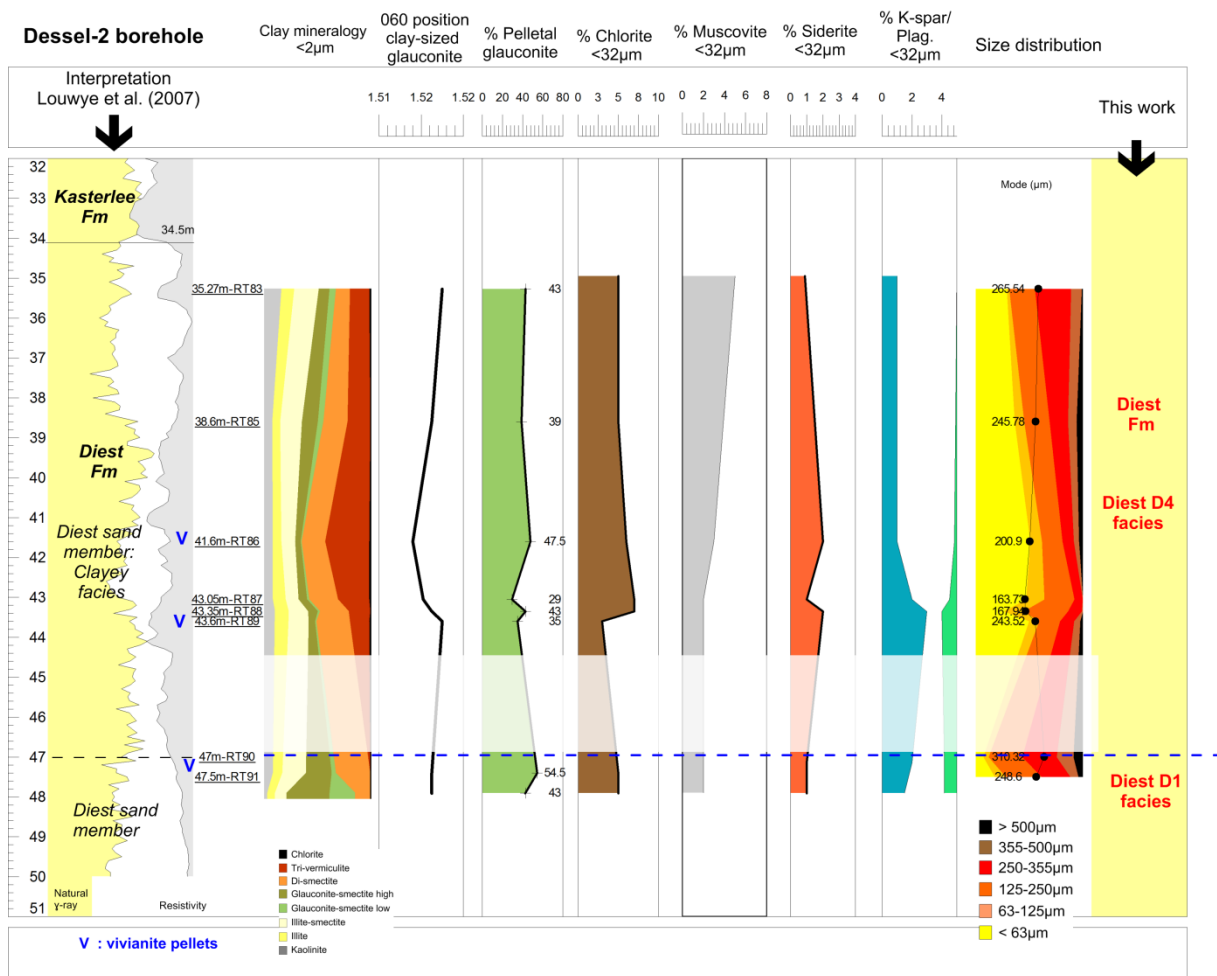 Dessel-2 borehole
Clay mineralogy
<2µm
060 position
clay-sized
glauconite
% Pelletal
glauconite
% Chlorite
<32µm
% Muscovite
<32µm
% Siderite
<32µm
% K-spar/
Plag.
<32µm
Size distribution
Interpretation
Louwye et al. (2007)
This work
1.51 1.52 1.52
0 20 40 60 80
0 3 5 8 10
0 2 4 6 8
0 1 2 3 4
0 2 4
Mode (µm)
32
33
34
35
36
37
38
39
40
41
42
43
44
45
46
47
48
49
50
51
Kasterlee
Fm
34.5m
Diest
Fm
Diest sand
member:
Clayey
facies
Diest sand
member
Natural
γ-ray
Resistivity
V
V
V
35.27m-RT83
38.6m-RT85
41.6m-RT86
43.05m-RT87
43.35m-RT88
43.6m-RT89
47m-RT90
47.5m-RT91
43
39
47.5
29
43
35
54.5
43
265.54
245.78
200.9
163.73
167.94
243.52
310.32
248.6
Diest
Fm
Diest D4
facies
Diest D1
facies
Chlorite
Tri-vermiculite
Di-smectite
Glauconite-smectite high
Glauconite-smectite low
Illite-smectite
Illite
Kaolinite
> 500µm
355-500µm
250-355µm
125-250µm
63-125µm
< 63µm
V : vivianite pellets